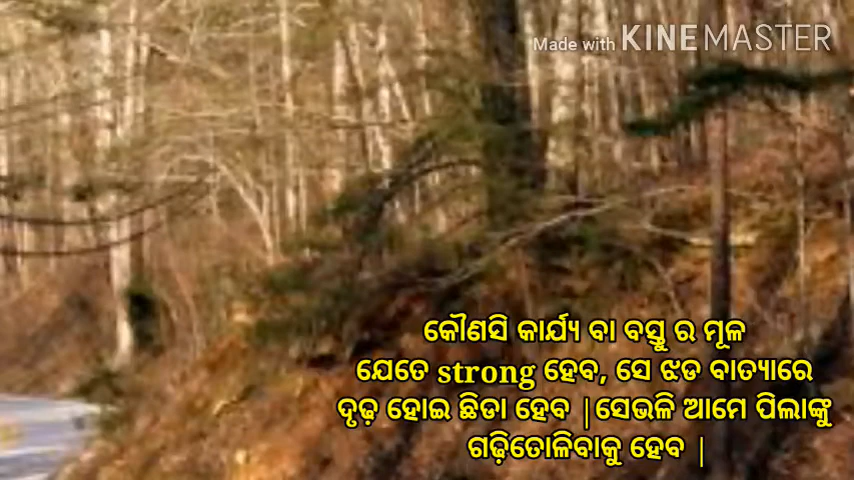 Made with KINEMASTER
କୌଣସି କାର୍ଯ୍ୟ ବା ବସ୍ତୁ ର ମୂଳ
ଯେତେ strong ହେବ, ସେ ଝଡ ବାତ୍ୟାରେ
ଦୃଢ଼ ହୋଇ ଛିଡା ହେବ |ସେଭଳି ଆମେ ପିଲାଙ୍କୁ
ଗଢ଼ିତୋଳିବାକୁ ହେବ |